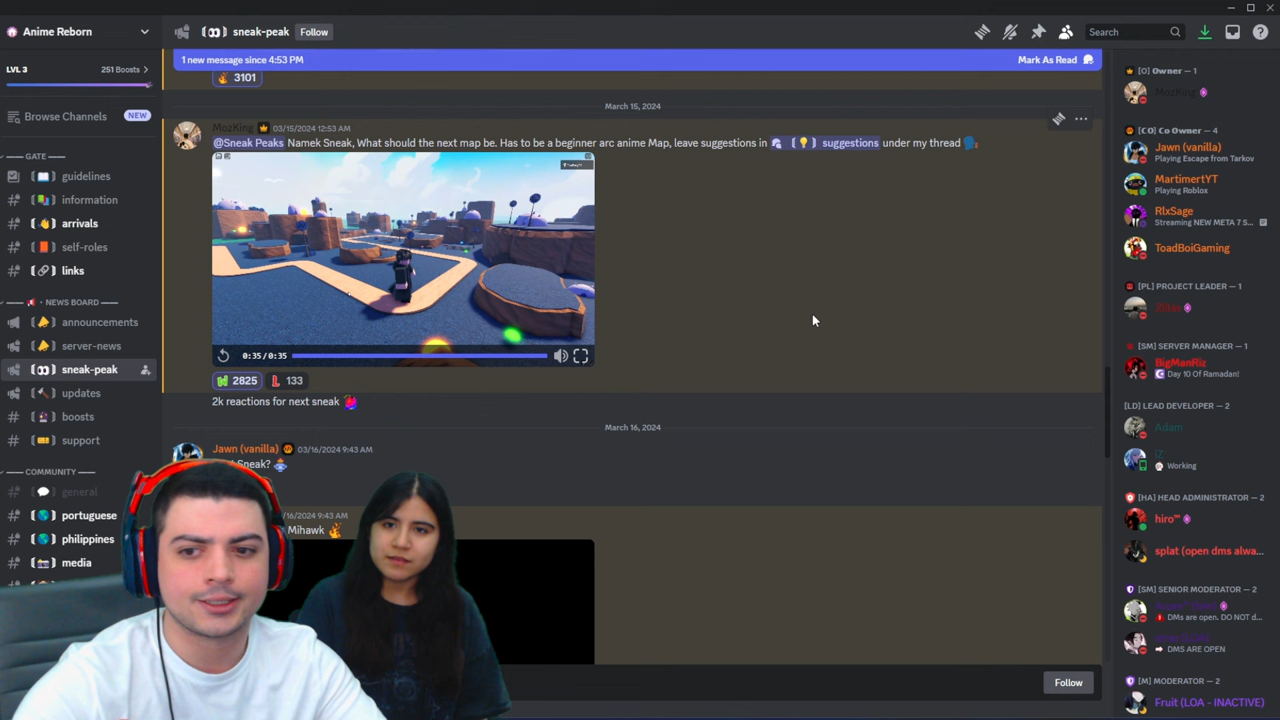 Anime Reborn
sneak-peak
Follow
Search
LVL 3
251 Boosts
1 new message since 4:53 PM
Mark As Read
Browse Channels
NEW
GATE
guidelines
information
arrivals
self-roles
links
NEWS BOARD
announcements
server-news
sneak-peak
updates
boosts
support
COMMUNITY
general
portuguese
philippines
media
3101
March 15, 2024
MozKing 03/15/2024 12:53 AM
@Sneak Peaks Namek Sneak, What should the next map be. Has to be a beginner arc anime Map, leave suggestions in suggestions under my thread
0:35/0:35
2825 133
2k reactions for next sneak
March 16, 2024
Jawn (vanilla) 03/16/2024 9:43 AM
Sneak?
/16/2024 9:43 AM
Mihawk
Follow
[O] Owner — 1
MozKing
[CO] Co Owner — 4
Jawn (vanilla)
Playing Escape from Tarkov
MartimertYT
Playing Roblox
RlxSage
Streaming NEW META 7 S...
ToadBoiGaming
[PL] PROJECT LEADER — 1
[SM] SERVER MANAGER — 1
BigManRiz
Day 10 Of Ramadan!
[LD] LEAD DEVELOPER — 2
Adam
iZ
Working
[HA] HEAD ADMINISTRATOR — 2
hiro™
splat (open dms alwa...
[SM] SENIOR MODERATOR — 2
DMs are open. DO NOT d...
DMS ARE OPEN
[M] MODERATOR — 2
Fruit (LOA - INACTIVE)